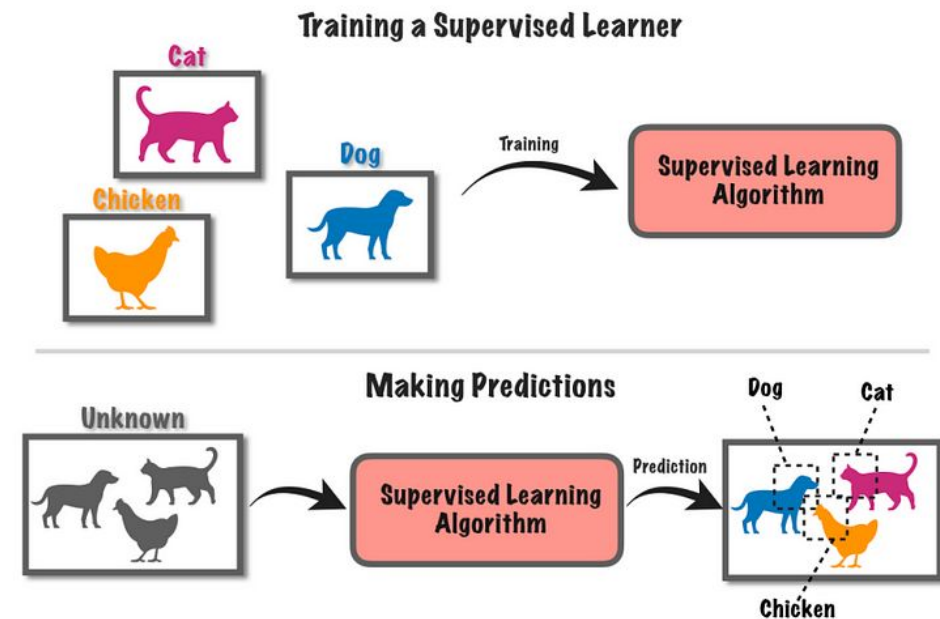 Training a Supervised Learner
Cat
Dog
Chicken
Training
Supervised Learning
Algorithm
Making Predictions
Unknown
Supervised Learning
Algorithm
Prediction
Dog
Cat
Chicken